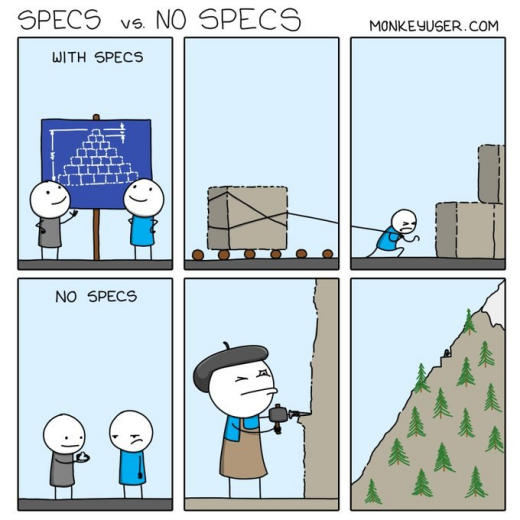 SPECS vs. NO SPECS
MONKEYUSER.COM
WITH SPECS
NO SPECS